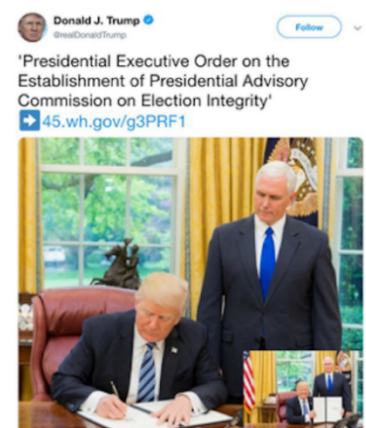 Donald J. Trump
@realDonaldTrump
Follow
'Presidential Executive Order on the
Establishment of Presidential Advisory
Commission on Election Integrity'
➡45.wh.gov/g3PRF1